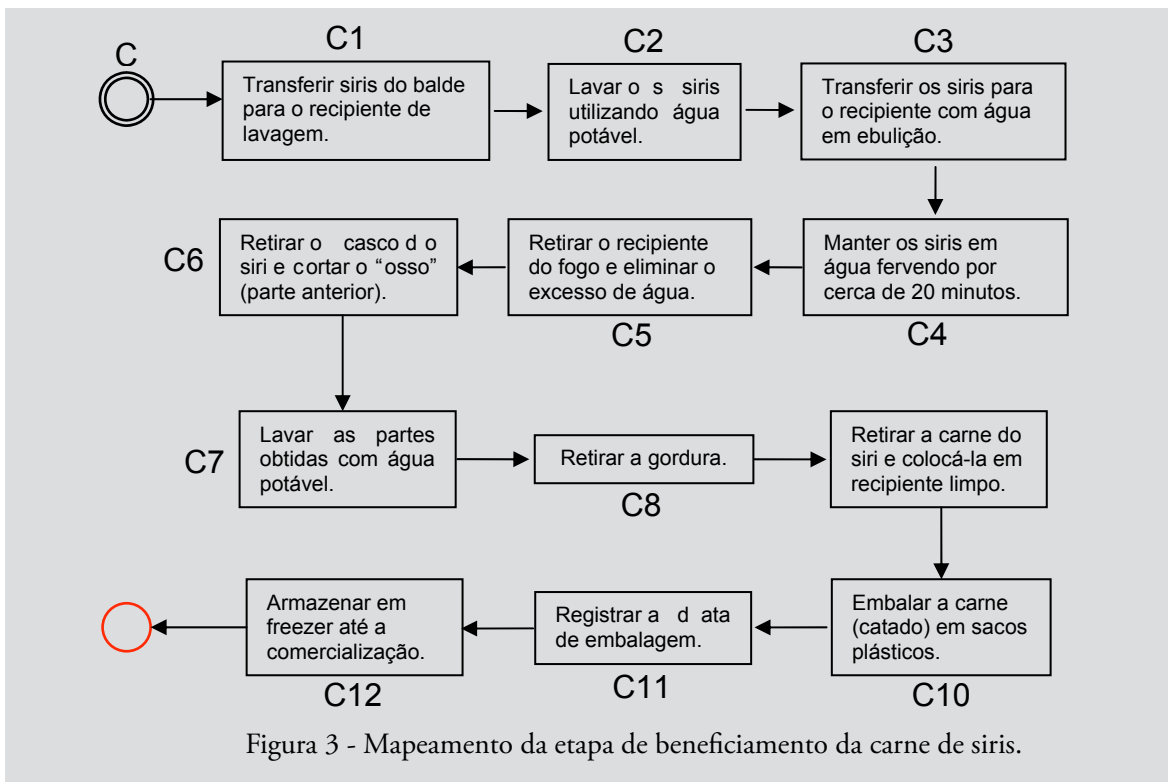 C
C1
Transferir siris do balde
para o recipiente de
lavagem.
C2
Lavar o s siris
utilizando água
potável.
C3
Transferir os siris para
o recipiente com água
em ebulição.
C6
Retirar o casco d o
siri e cortar o “osso”
(parte anterior).
Retirar o recipiente
do fogo e eliminar o
excesso de água.
C5
Manter os siris em
água fervendo por
cerca de 20 minutos.
C4
C7
Lavar as partes
obtidas com água
potável.
Retirar a gordura.
C8
Retirar a carne do
siri e colocá-la em
recipiente limpo.
Armazenar em
freezer até a
comercialização.
C12
Registrar a d ata
de embalagem.
C11
Embalar a carne
(catado) em sacos
plásticos.
C10
Figura 3 - Mapeamento da etapa de beneficiamento da carne de siris.